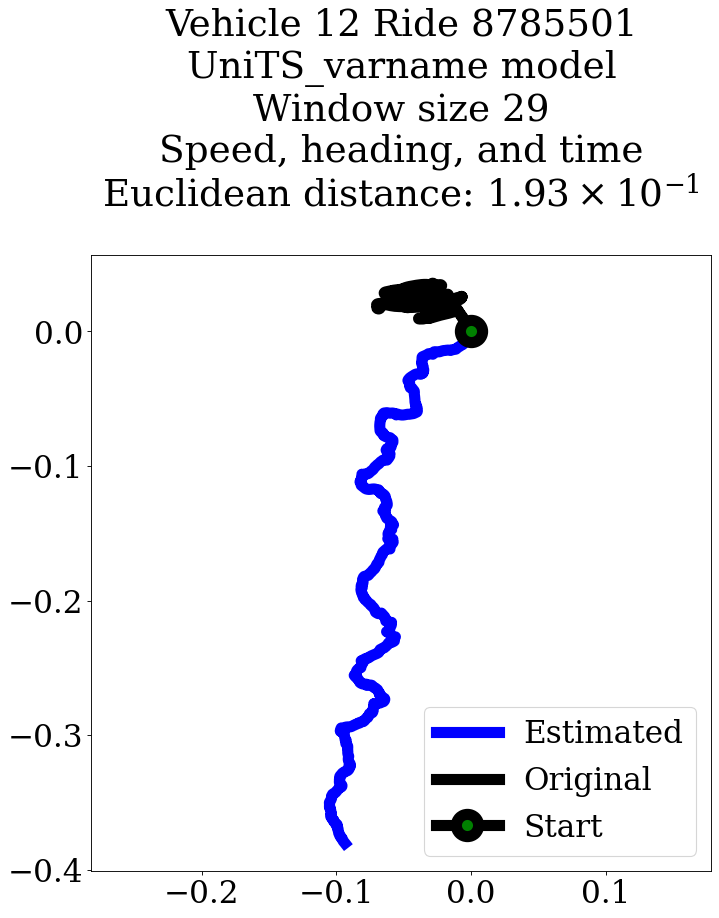 Vehicle 12 Ride 8785501
UniTS_varname model
Window size 29
Speed, heading, and time
Euclidean distance: 1.93 × 10⁻¹
0.0
−0.1
−0.2
−0.3
−0.4
−0.2 −0.1 0.0 0.1
Estimated
Original
Start